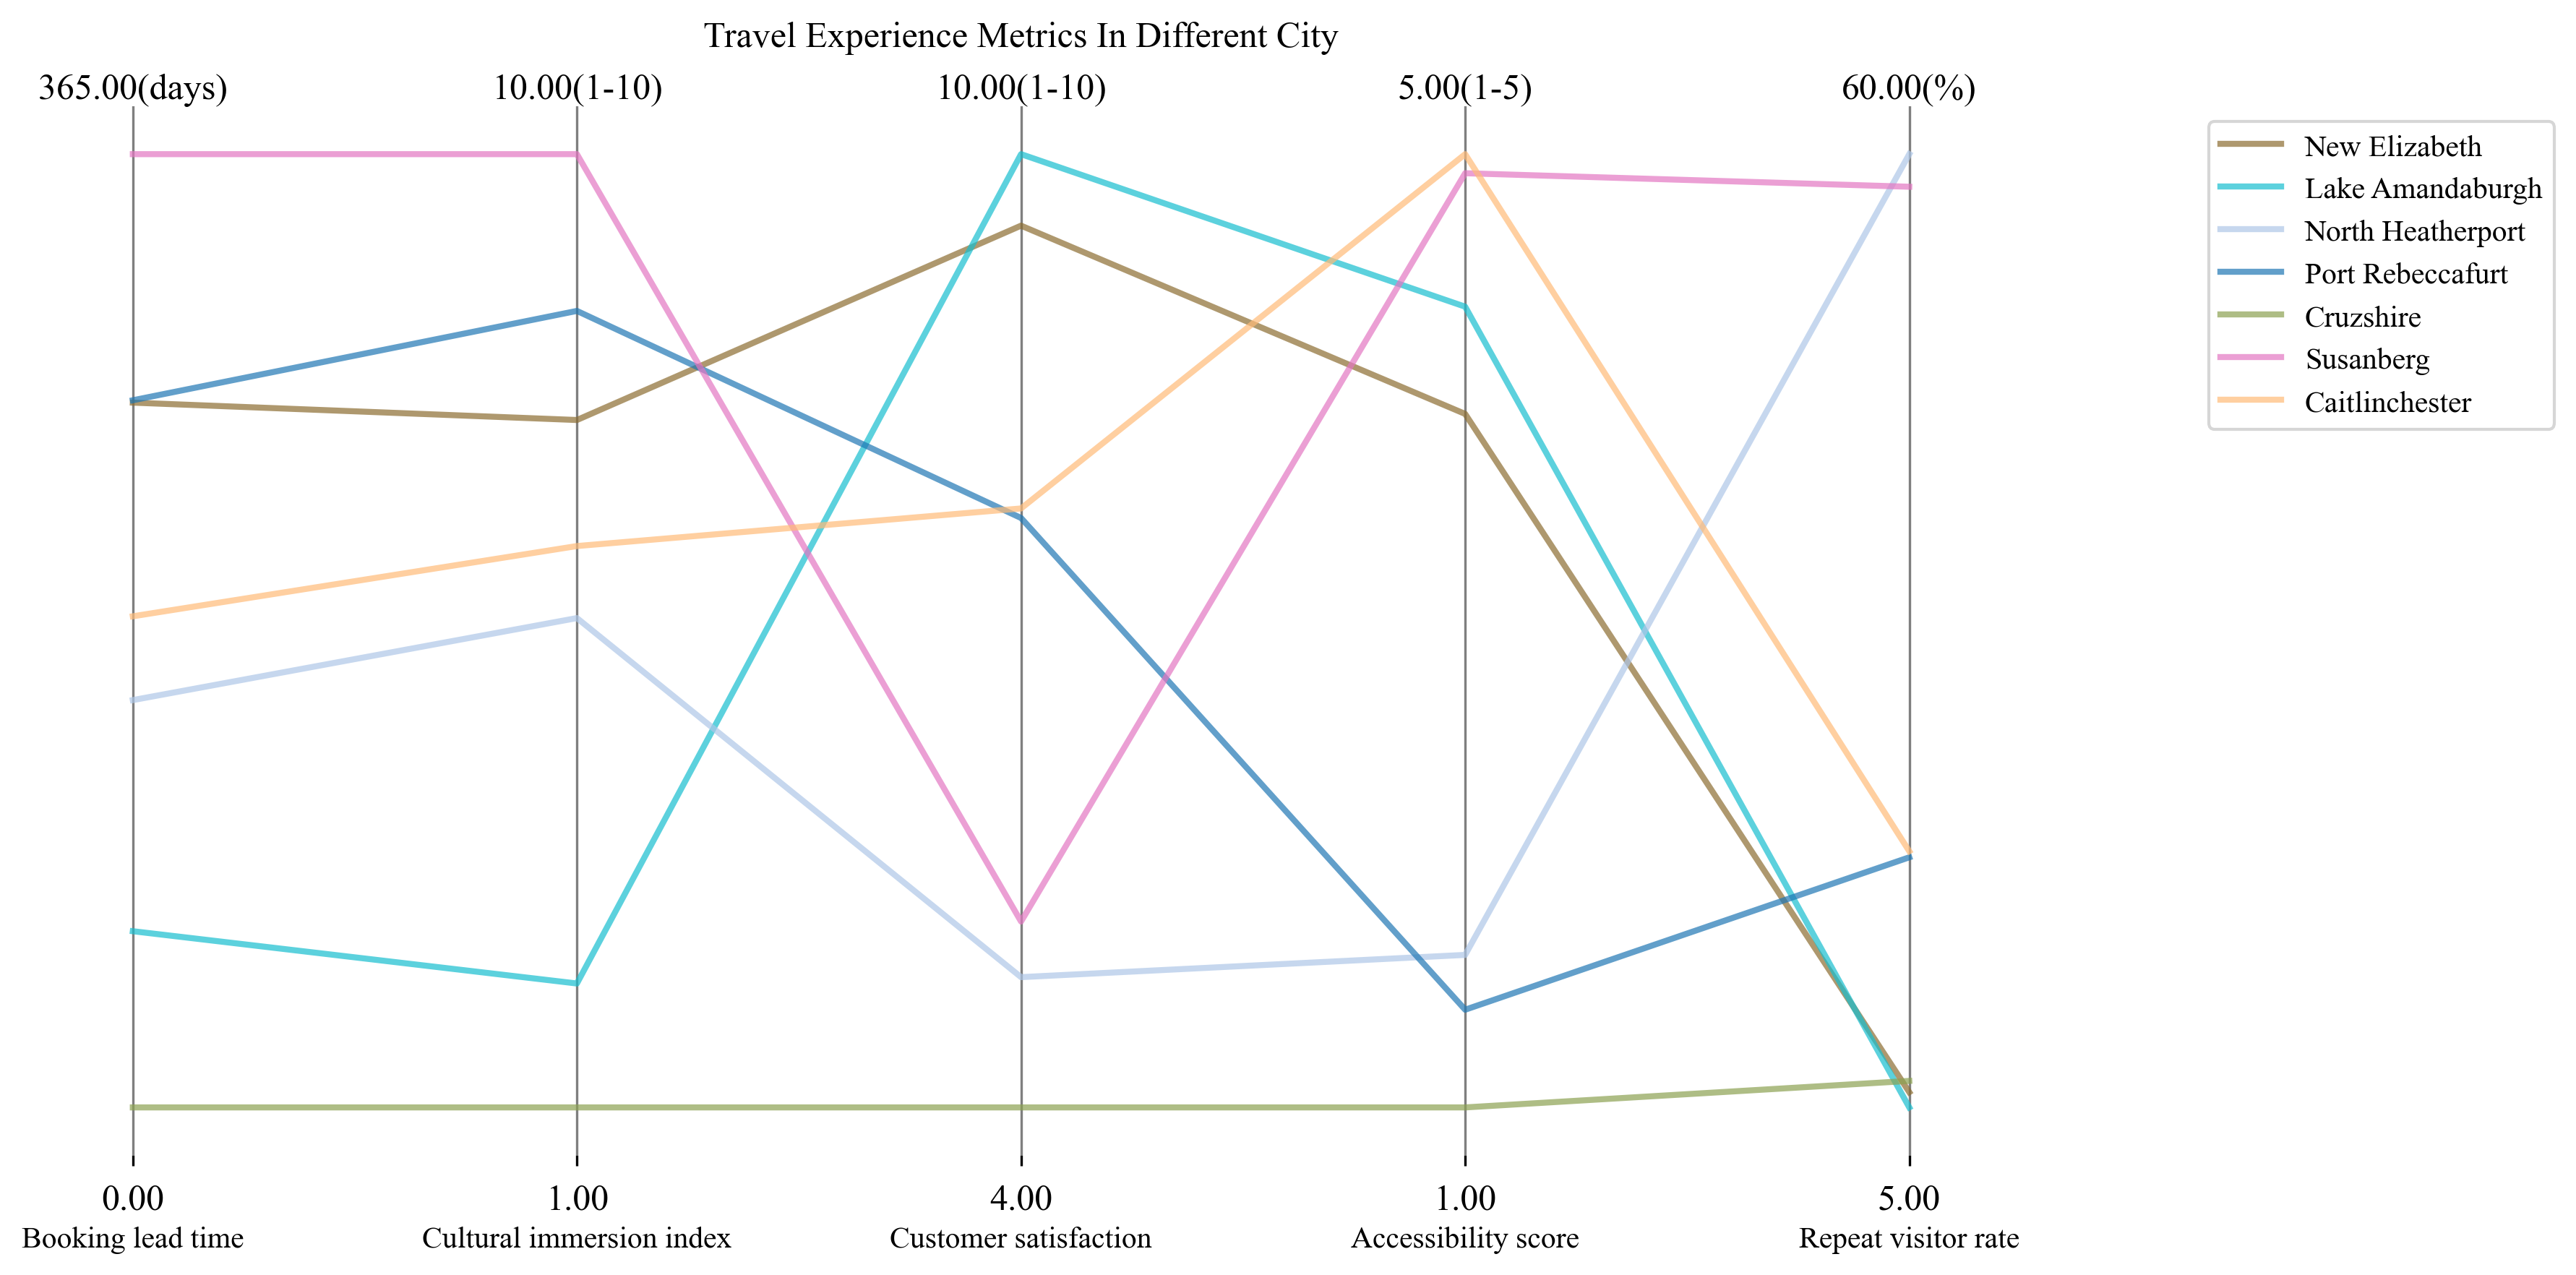 Travel Experience Metrics In Different City
365.00(days)
10.00(1-10)
10.00(1-10)
5.00(1-5)
60.00(%)
New Elizabeth
Lake Amandaburgh
North Heatherport
Port Rebeccafurt
Cruzshire
Susanberg
Caitlinchester
0.00
1.00
4.00
1.00
5.00
Booking lead time
Cultural immersion index
Customer satisfaction
Accessibility score
Repeat visitor rate